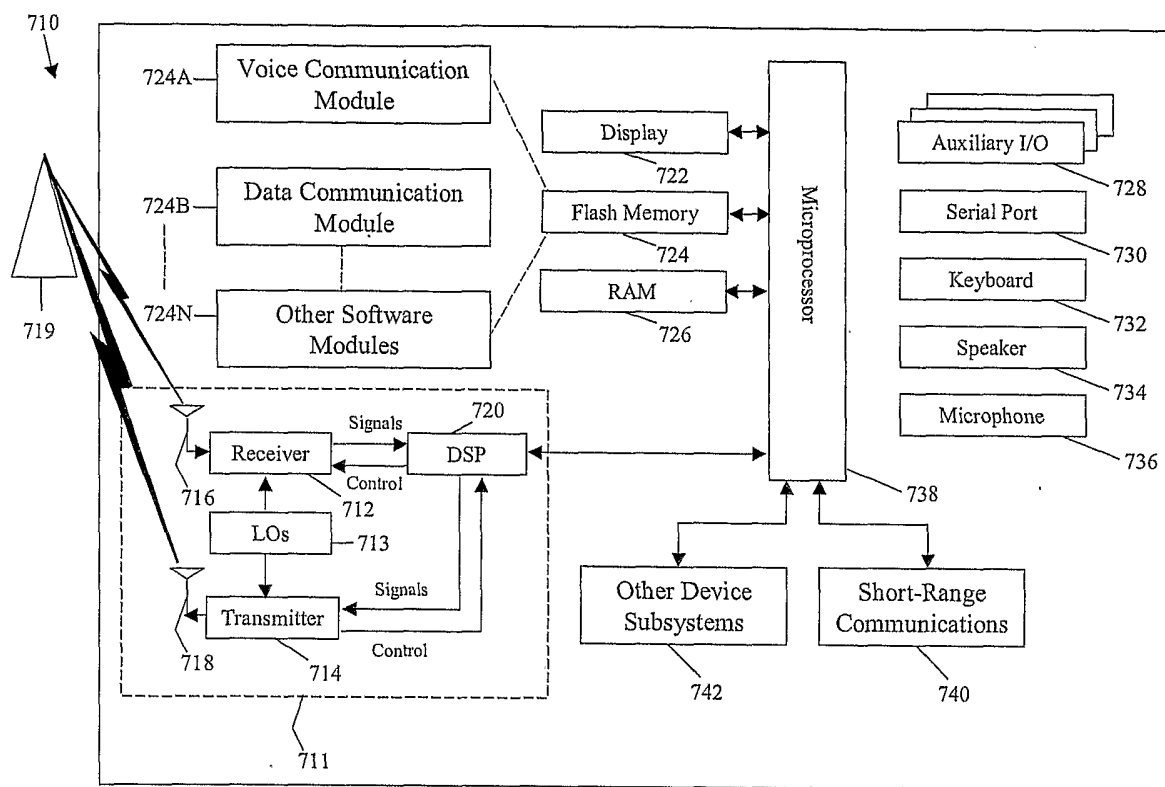 710
724A
Voice Communication
Module
724B
Data Communication
Module
724N
Other Software
Modules
719
Display
722
Flash Memory
724
RAM
726
Microprocessor
738
Auxiliary I/O
728
Serial Port
730
Keyboard
732
Speaker
734
Microphone
736
716
Receiver
712
Signals
Control
720
DSP
LOs
713
718
Transmitter
714
Signals
Control
711
Other Device
Subsystems
742
Short-Range
Communications
740